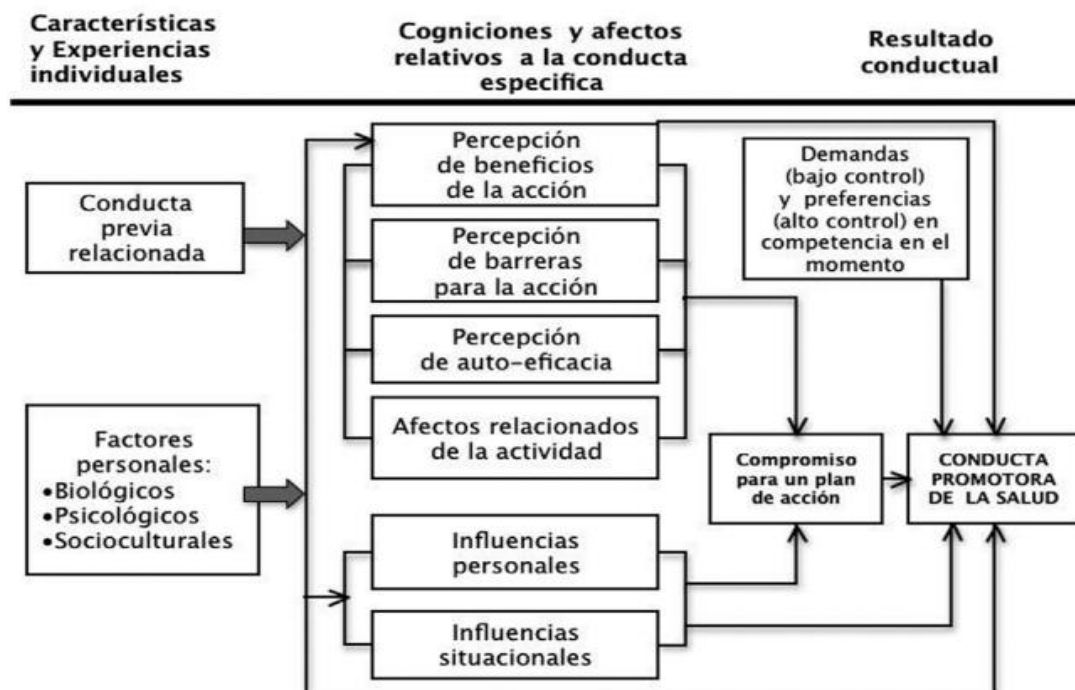 Características
y Experiencias
individuales
Cogniciones y afectos
relativos a la conducta
especifica
Resultado
conductual
Conducta
previa
relacionada
Factores
personales:
•Biológicos
•Psicológicos
•Socioculturales
Percepción
de beneficios
de la acción
Percepción
de barreras
para la acción
Percepción
de auto-eficacia
Afectos relacionados
de la actividad
Influencias
personales
Influencias
situacionales
Demandas
(bajo control)
y preferencias
(alto control) en
competencia en el
momento
Compromiso
para un plan
de acción
CONDUCTA
PROMOTORA
DE LA SALUD